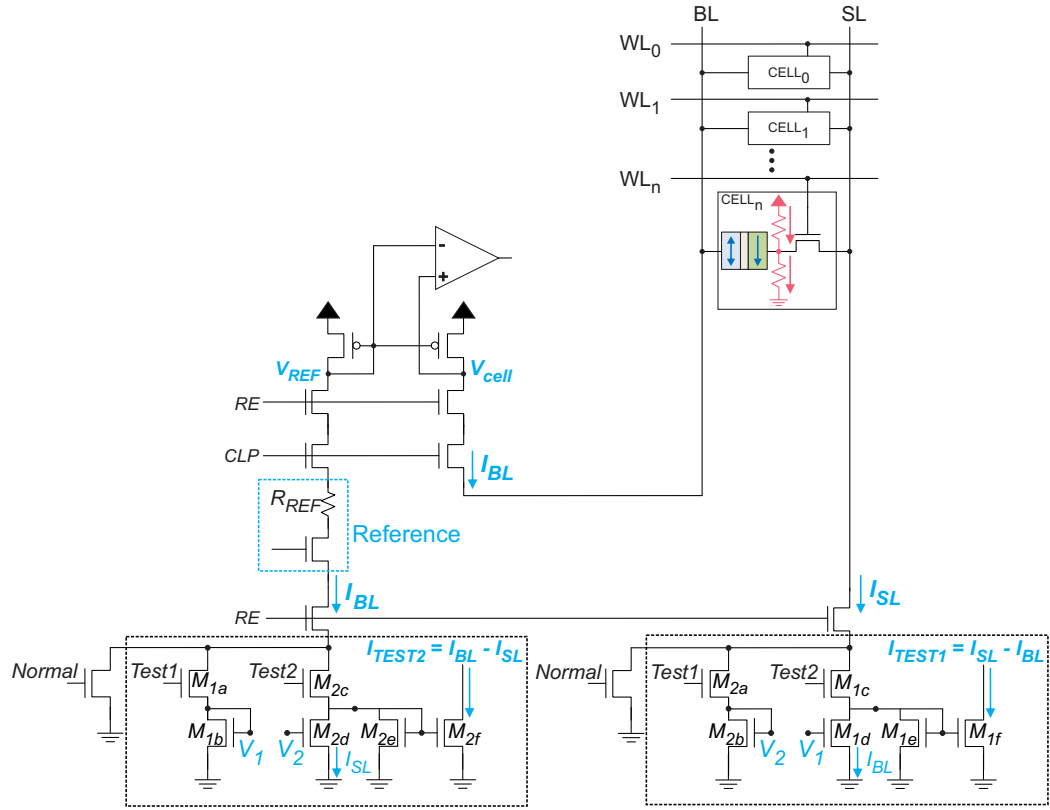 BL SL
WL0
CELL0
WL1
CELL1
WLn
CELLn
-
+
VREF Vcell
RE
CLP
IBL
RREF
Reference
IBL ISL
RE
ITEST2 = IBL - ISL ITEST1 = ISL - IBL
Normal Test1 Test2 Normal Test1 Test2
M1a M2c M2a M1c
M1b M2d M2e M2f M2b M1d M1e M1f
V1 V2 V2 V1
ISL IBL